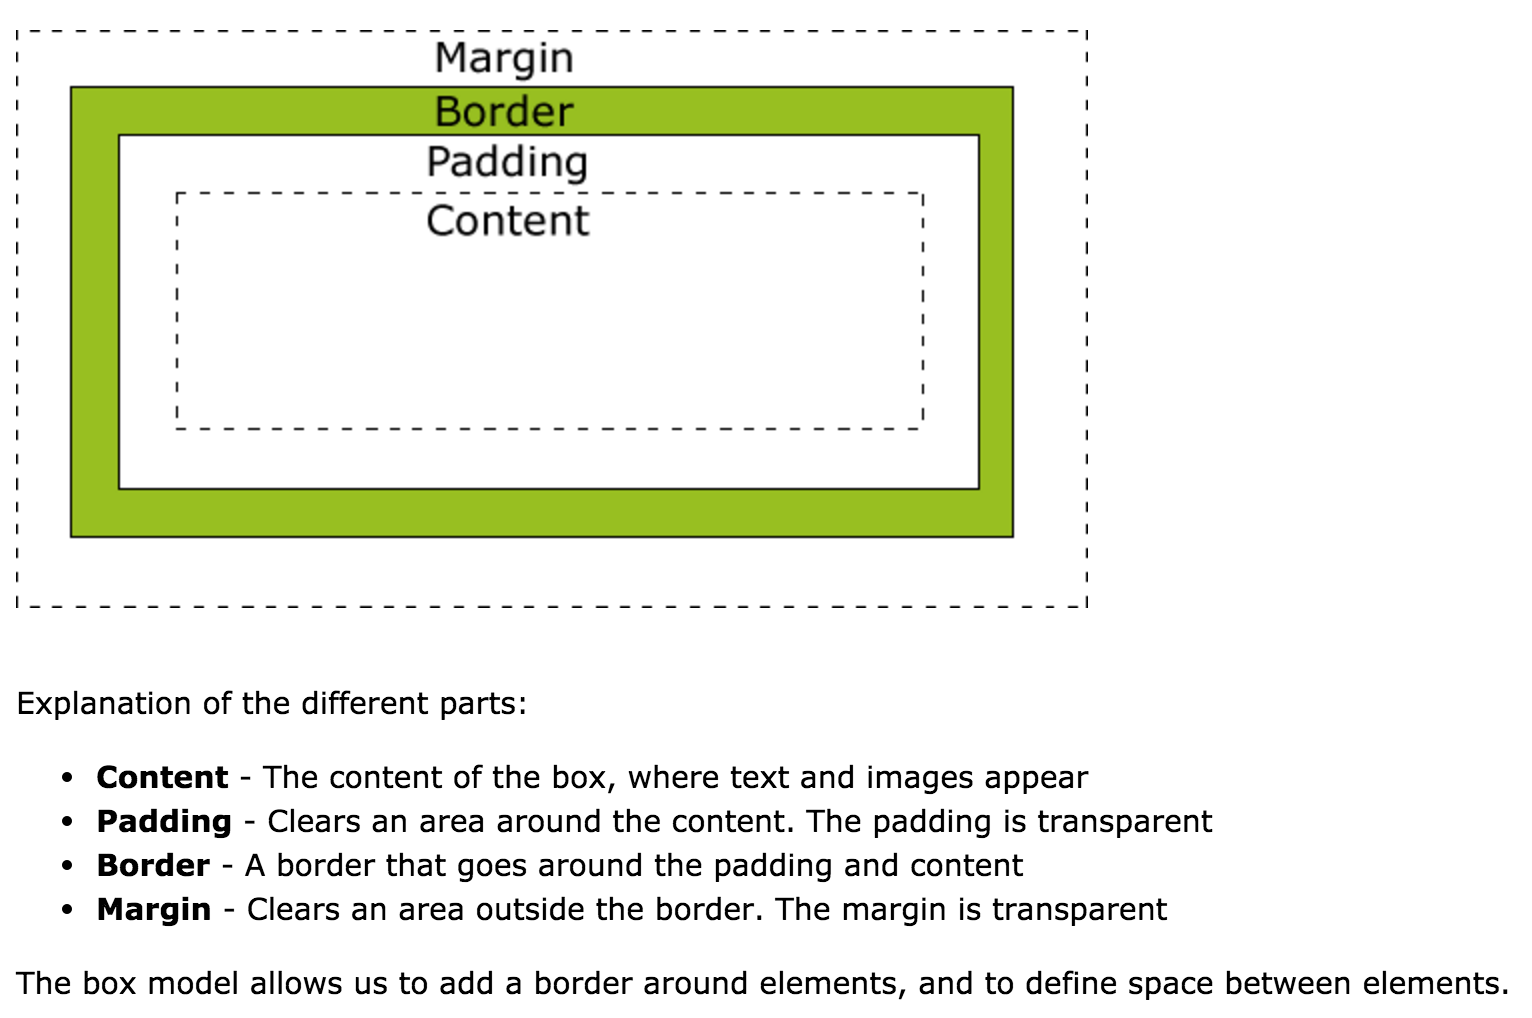 Margin
Border
Padding
Content
Explanation of the different parts:
• Content - The content of the box, where text and images appear
• Padding - Clears an area around the content. The padding is transparent
• Border - A border that goes around the padding and content
• Margin - Clears an area outside the border. The margin is transparent
The box model allows us to add a border around elements, and to define space between elements.